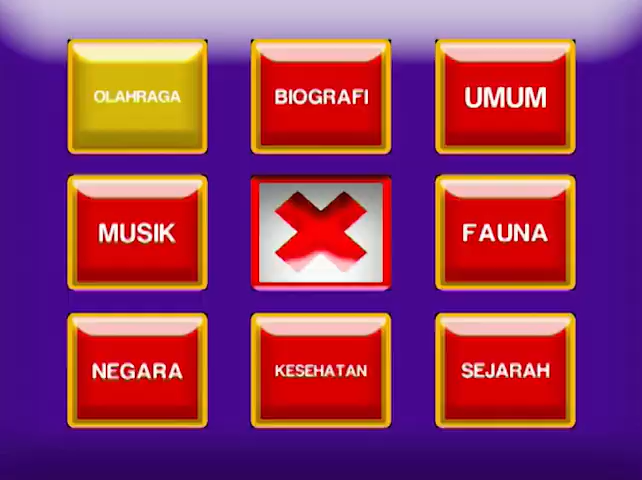 OLAHRAGA
BIOGRAFI
UMUM
MUSIK
FAUNA
NEGARA
KESEHATAN
SEJARAH